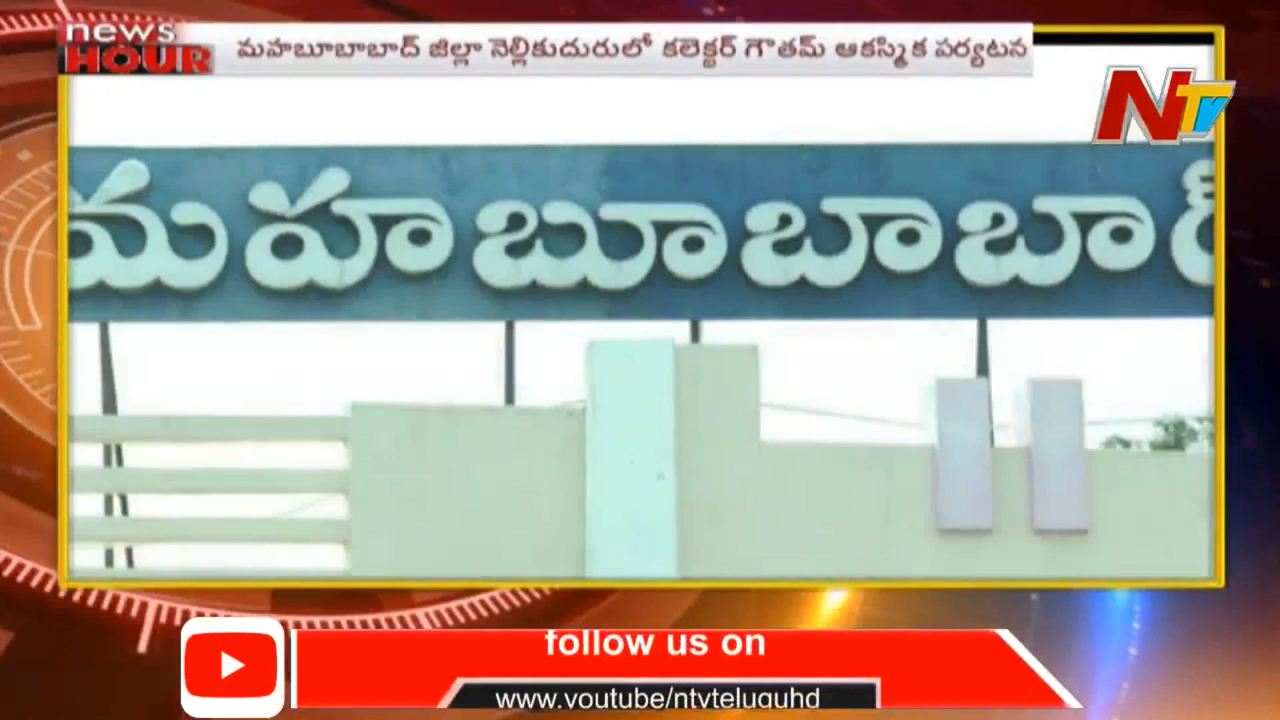 news
HOUR
మహబూబాబాద్ జిల్లా నెల్లికుదురులో కలెక్టర్ గౌతమ్ ఆకస్మిక పర్యటన
NTv
మహబూబాబాద్
follow us on
www.youtube/ntvteluguhd